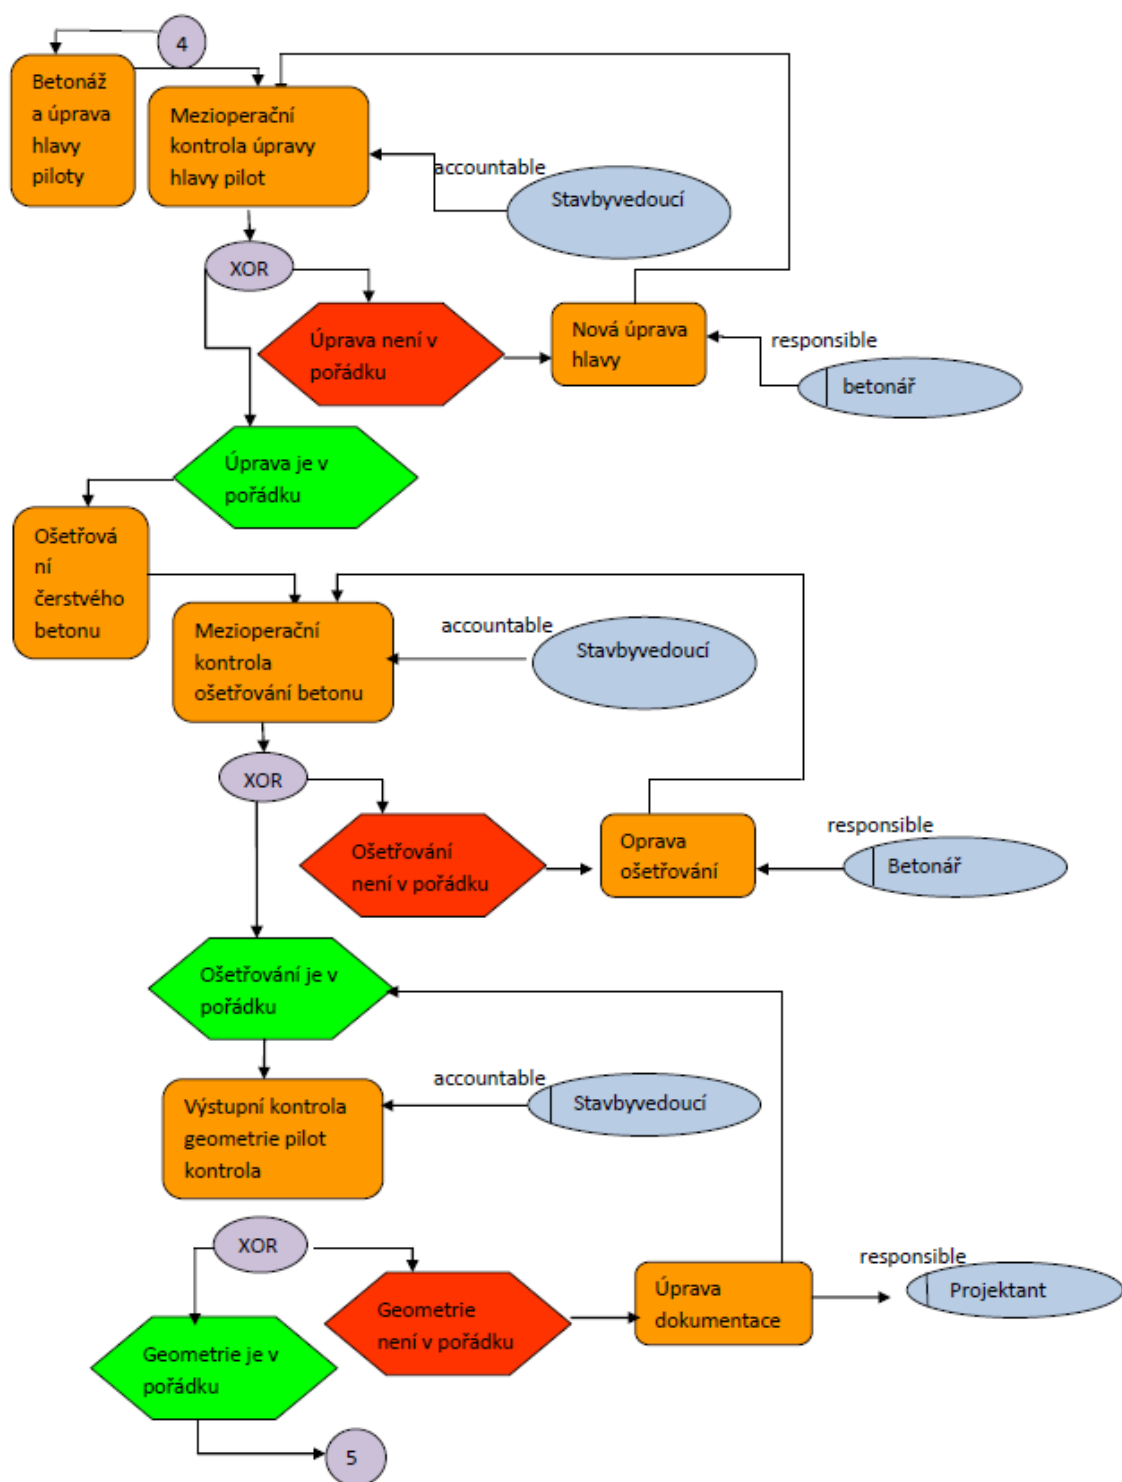 4
Betonáž
a úprava
hlavy
piloty
Mezioperační
kontrola úpravy
hlavy pilot
accountable
Stavbyvedoucí
XOR
Úprava není v
pořádku
Nová úprava
hlavy
responsible
betonář
Úprava je v
pořádku
Ošetřová
ní
čerstvého
betonu
Mezioperační
kontrola
ošetřování betonu
accountable
Stavbyvedoucí
XOR
Ošetřování
není v pořádku
Oprava
ošetřování
responsible
Betonář
Ošetřování je v
pořádku
Výstupní kontrola
geometrie pilot
kontrola
accountable
Stavbyvedoucí
XOR
Geometrie
není v pořádku
Úprava
dokumentace
responsible
Projektant
Geometrie je v
pořádku
5